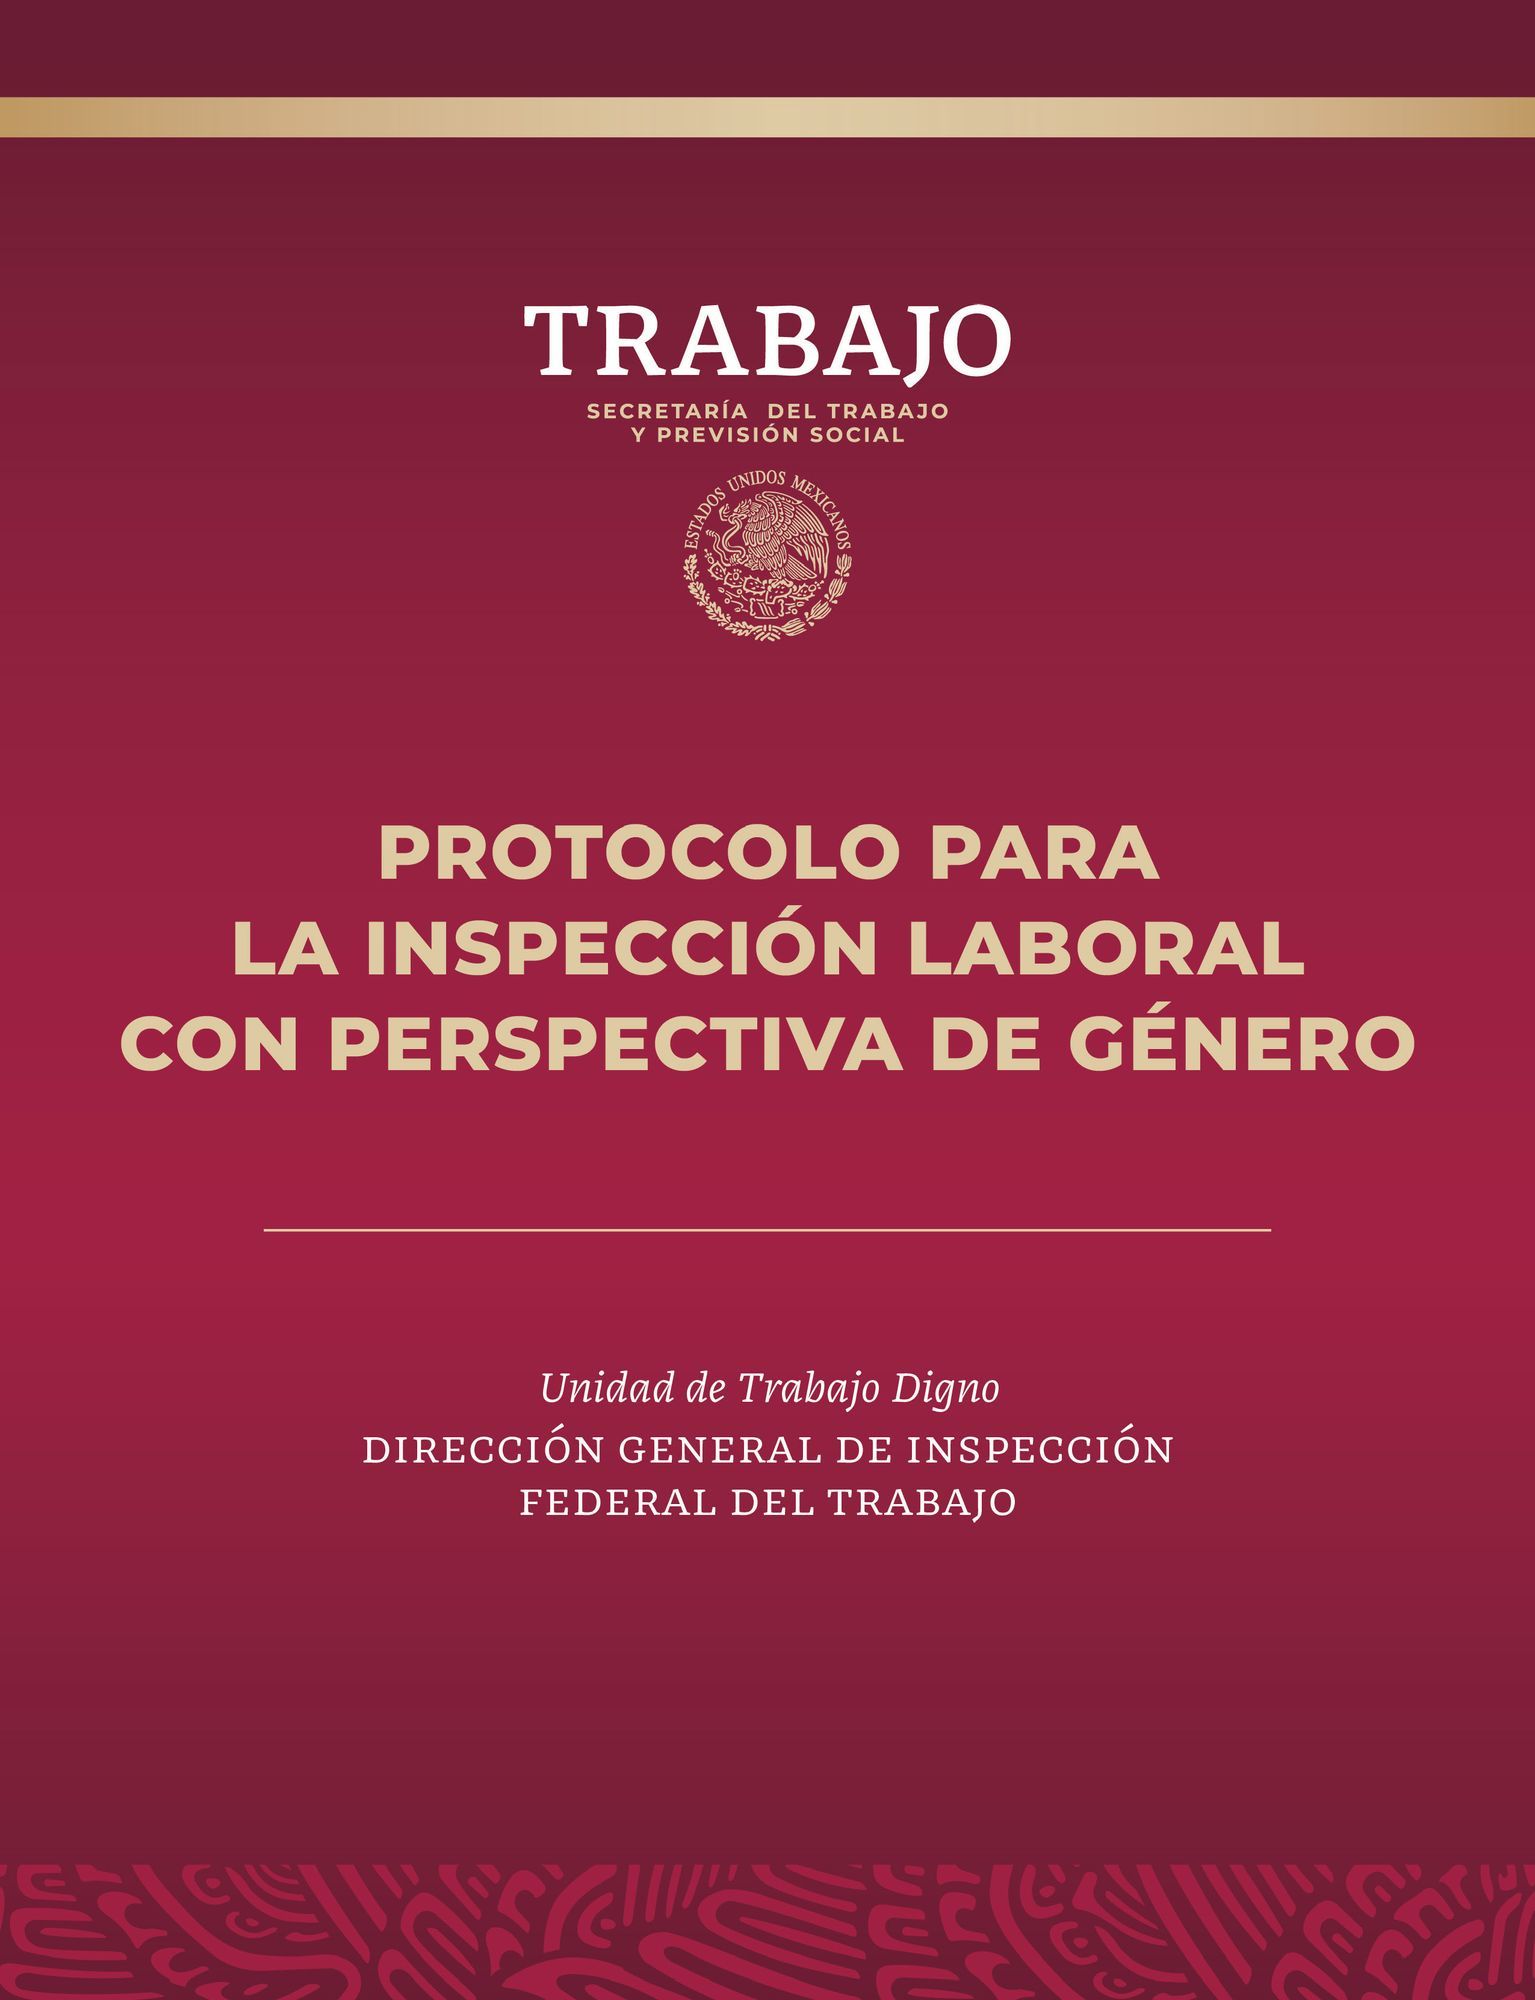 TRABAJO
SECRETARÍA DEL TRABAJO
Y PREVISIÓN SOCIAL
ESTADOS UNIDOS MEXICANOS
PROTOCOLO PARA
LA INSPECCIÓN LABORAL
CON PERSPECTIVA DE GÉNERO
Unidad de Trabajo Digno
DIRECCIÓN GENERAL DE INSPECCIÓN
FEDERAL DEL TRABAJO